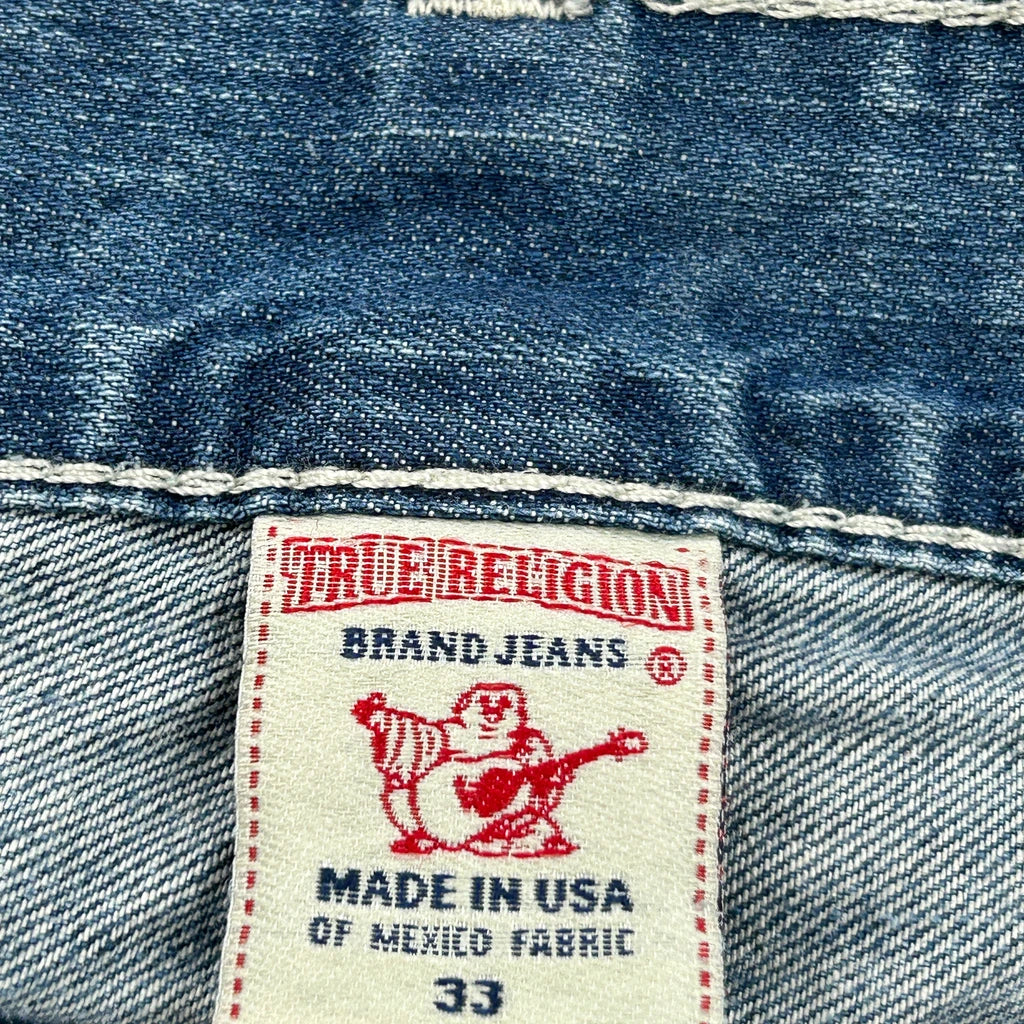 TRUE RELIGION
BRAND JEANS ®
MADE IN USA
OF MEXICO FABRIC
33